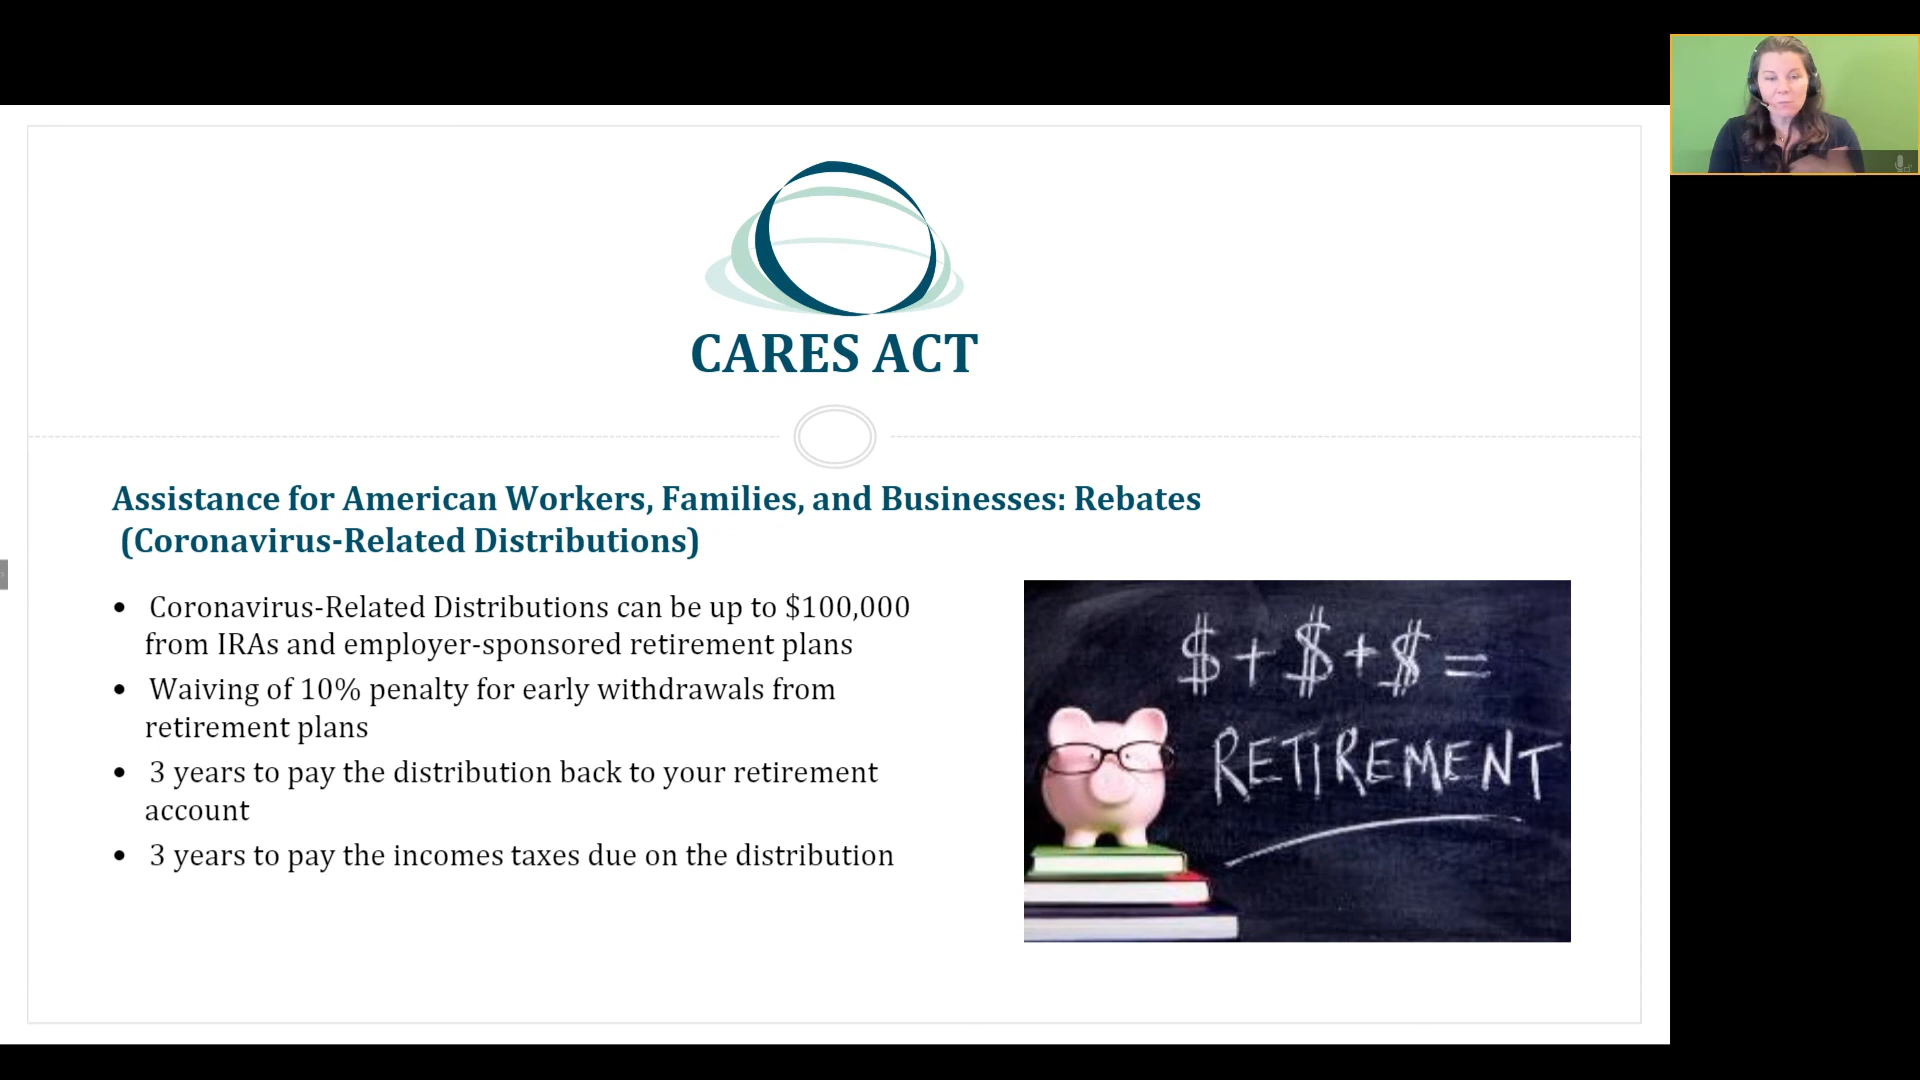 CARES ACT
Assistance for American Workers, Families, and Businesses: Rebates
(Coronavirus-Related Distributions)
• Coronavirus-Related Distributions can be up to $100,000
from IRAs and employer-sponsored retirement plans
• Waiving of 10% penalty for early withdrawals from
retirement plans
• 3 years to pay the distribution back to your retirement
account
• 3 years to pay the incomes taxes due on the distribution
$+$+$=
RETIREMENT